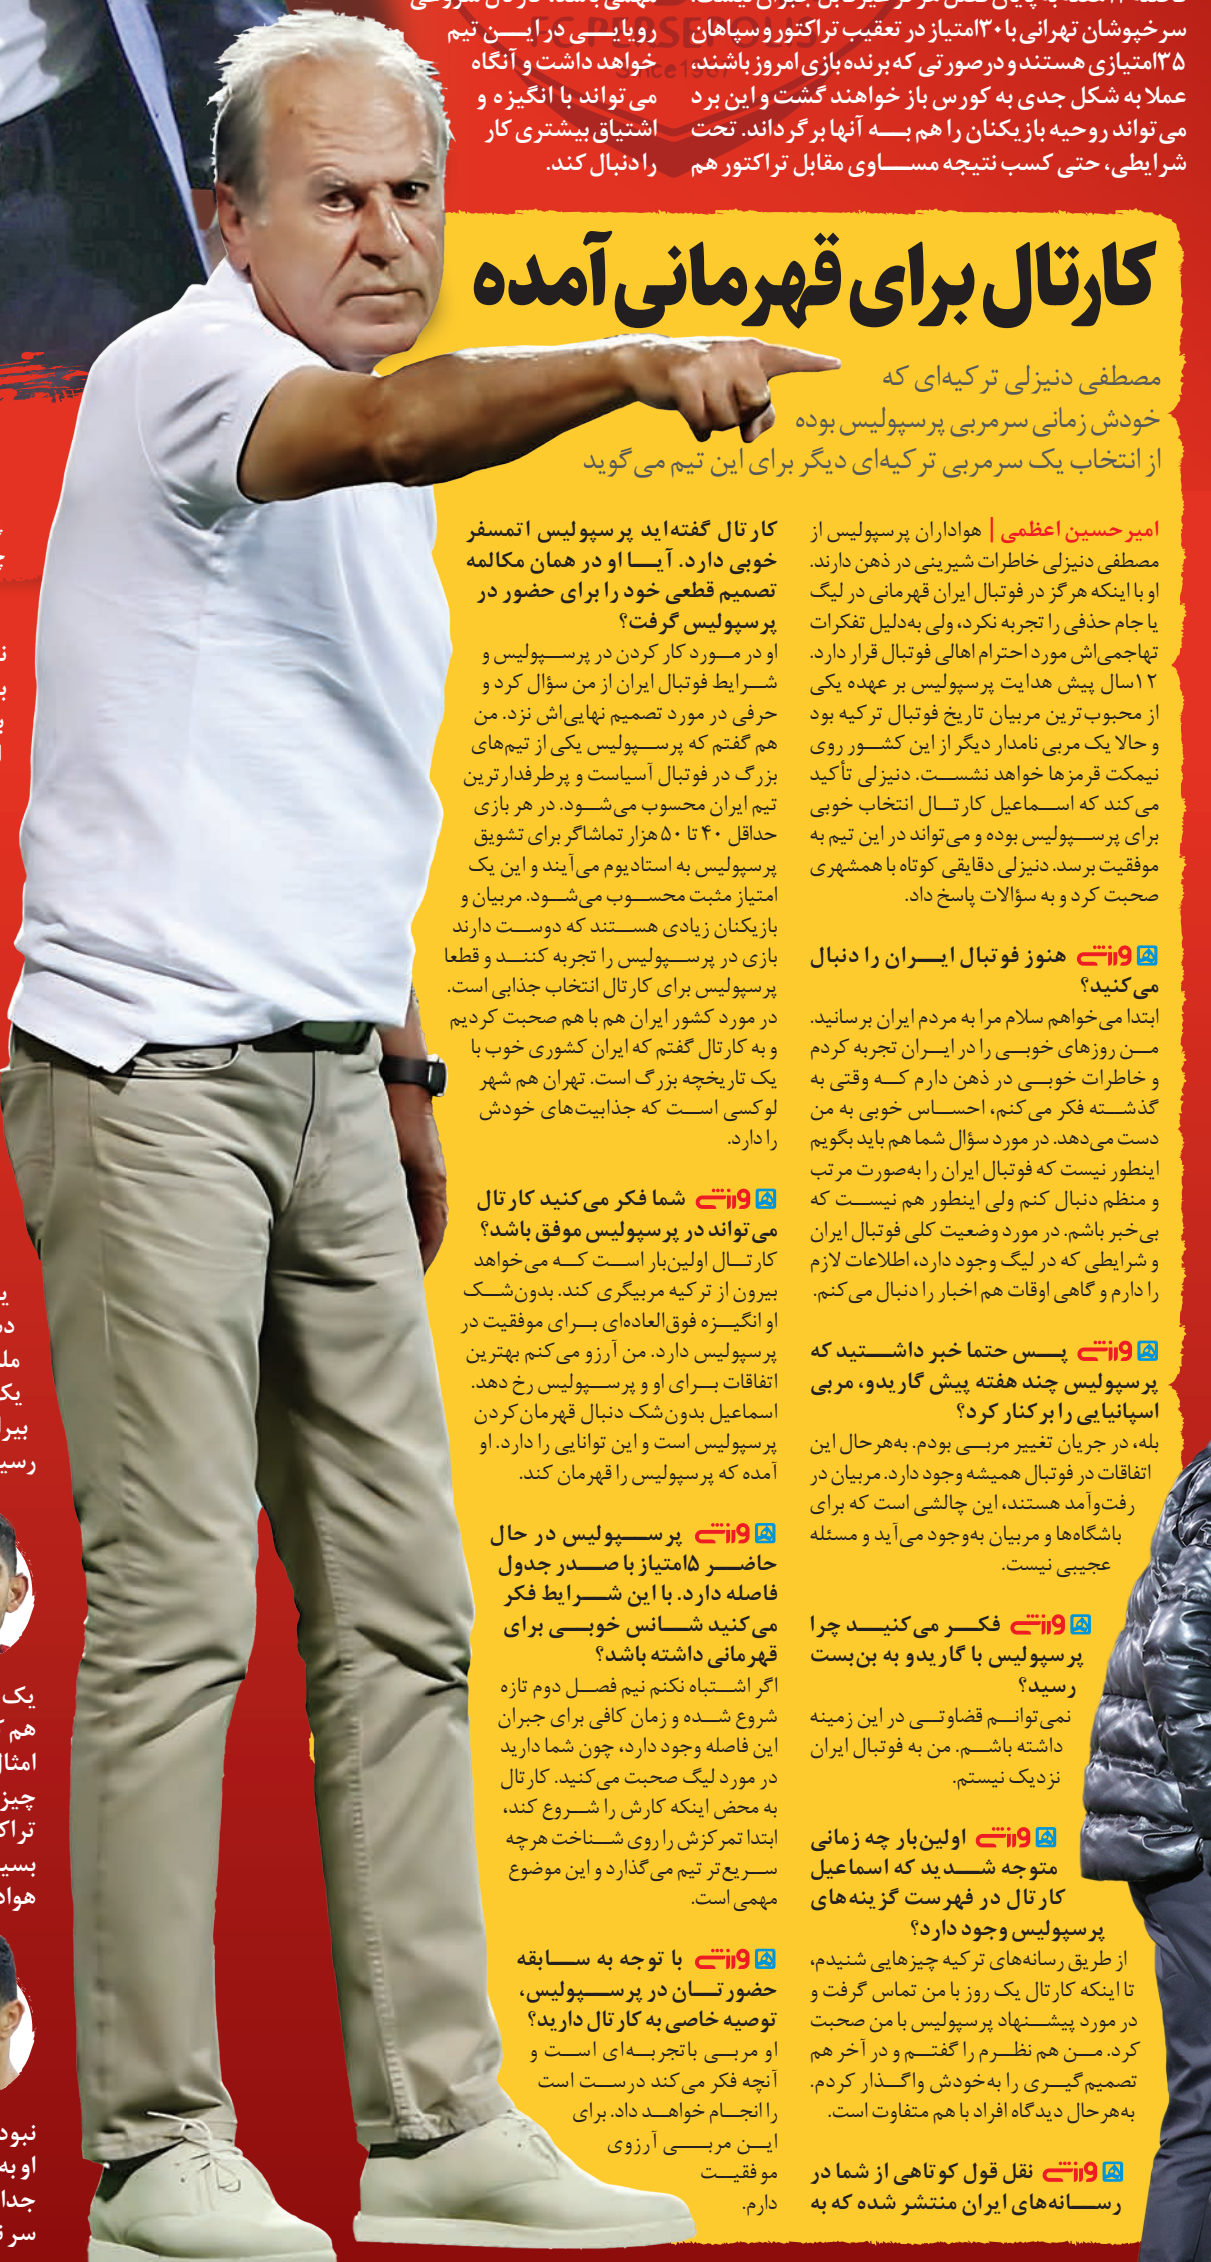 سرخپوشان تهرانی با ۳۰امتیاز در تعقیب تراکتور و سپاهان
۳۵امتیازی هستند و در صورتی که برنده بازی امروز باشند،
عملا به شکل جدی به کورس باز خواهند گشت و این برد
می‌تواند روحیه بازیکنان را هم به آنها برگرداند. تحت
شرایطی، حتی کسب نتیجه مساوی مقابل تراکتور هم
رویایی در این تیم
خواهد داشت و آنگاه
می‌تواند با انگیزه و
اشتیاق بیشتری کار
را دنبال کند.
FC PERSEPOLIS
Since 1967
کارتال برای قهرمانی آمده
مصطفی دنیزلی ترکیه‌ای که
خودش زمانی سرمربی پرسپولیس بوده
از انتخاب یک سرمربی ترکیه‌ای دیگر برای این تیم می‌گوید
امیرحسین اعظمی | هواداران پرسپولیس از
مصطفی دنیزلی خاطرات شیرینی در ذهن دارند.
او با اینکه هرگز در فوتبال ایران قهرمانی در لیگ
یا جام حذفی را تجربه نکرد، ولی به‌دلیل تفکرات
تهاجمی‌اش مورد احترام اهالی فوتبال قرار دارد.
۱۲سال پیش هدایت پرسپولیس بر عهده یکی
از محبوب‌ترین مربیان تاریخ فوتبال ترکیه بود
و حالا یک مربی نامدار دیگر از این کشور روی
نیمکت قرمزها خواهد نشست. دنیزلی تأکید
می‌کند که اسماعیل کارتال انتخاب خوبی
برای پرسپولیس بوده و می‌تواند در این تیم به
موفقیت برسد. دنیزلی دقایقی کوتاه با همشهری
صحبت کرد و به سؤالات پاسخ داد.
ورزشی هنوز فوتبال ایران را دنبال
می‌کنید؟
ابتدا می‌خواهم سلام مرا به مردم ایران برسانید.
من روزهای خوبی را در ایران تجربه کردم
و خاطرات خوبی در ذهن دارم که وقتی به
گذشته فکر می‌کنم، احساس خوبی به من
دست می‌دهد. در مورد سؤال شما هم باید بگویم
اینطور نیست که فوتبال ایران را به‌صورت مرتب
و منظم دنبال کنم ولی اینطور هم نیست که
بی‌خبر باشم. در مورد وضعیت کلی فوتبال ایران
و شرایطی که در لیگ وجود دارد، اطلاعات لازم
را دارم و گاهی اوقات هم اخبار را دنبال می‌کنم.
ورزشی پس حتما خبر داشتید که
پرسپولیس چند هفته پیش گاریدو، مربی
اسپانیایی را برکنار کرد؟
بله، در جریان تغییر مربی بودم. به‌هرحال این
اتفاقات در فوتبال همیشه وجود دارد. مربیان در
رفت‌وآمد هستند، این چالشی است که برای
باشگاه‌ها و مربیان به‌وجود می‌آید و مسئله
عجیبی نیست.
ورزشی فکر می‌کنید چرا
پرسپولیس با گاریدو به بن‌بست
رسید؟
نمی‌توانم قضاوتی در این زمینه
داشته باشم. من به فوتبال ایران
نزدیک نیستم.
ورزشی اولین‌بار چه زمانی
متوجه شدید که اسماعیل
کارتال در فهرست گزینه‌های
پرسپولیس وجود دارد؟
از طریق رسانه‌های ترکیه چیزهایی شنیدم،
تا اینکه کارتال یک روز با من تماس گرفت و
در مورد پیشنهاد پرسپولیس با من صحبت
کرد. من هم نظرم را گفتم و در آخر هم
تصمیم‌گیری را به‌خودش واگذار کردم.
به‌هرحال دیدگاه افراد با هم متفاوت است.
ورزشی نقل قول کوتاهی از شما در
رسانه‌های ایران منتشر شده که به
کارتال گفته‌اید پرسپولیس اتمسفر
خوبی دارد. آیا او در همان مکالمه
تصمیم قطعی خود را برای حضور در
پرسپولیس گرفت؟
او در مورد کار کردن در پرسپولیس و
شرایط فوتبال ایران از من سؤال کرد و
حرفی در مورد تصمیم نهایی‌اش نزد. من
هم گفتم که پرسپولیس یکی از تیم‌های
بزرگ در فوتبال آسیاست و پرطرفدارترین
تیم ایران محسوب می‌شود. در هر بازی
حداقل ۴۰ تا ۵۰هزار تماشاگر برای تشویق
پرسپولیس به استادیوم می‌آیند و این یک
امتیاز مثبت محسوب می‌شود. مربیان و
بازیکنان زیادی هستند که دوست دارند
بازی در پرسپولیس را تجربه کنند و قطعا
پرسپولیس برای کارتال انتخاب جذابی است.
در مورد کشور ایران هم با هم صحبت کردیم
و به کارتال گفتم که ایران کشوری خوب با
یک تاریخچه بزرگ است. تهران هم شهر
لوکسی است که جذابیت‌های خودش
را دارد.
ورزشی شما فکر می‌کنید کارتال
می‌تواند در پرسپولیس موفق باشد؟
کارتال اولین‌بار است که می‌خواهد
بیرون از ترکیه مربیگری کند. بدون‌شک
او انگیزه فوق‌العاده‌ای برای موفقیت در
پرسپولیس دارد. من آرزو می‌کنم بهترین
اتفاقات برای او و پرسپولیس رخ دهد.
اسماعیل بدون‌شک دنبال قهرمان کردن
پرسپولیس است و این توانایی را دارد. او
آمده که پرسپولیس را قهرمان کند.
ورزشی پرسپولیس در حال
حاضر ۵امتیاز با صدر جدول
فاصله دارد. با این شرایط فکر
می‌کنید شانس خوبی برای
قهرمانی داشته باشد؟
اگر اشتباه نکنم نیم فصل دوم تازه
شروع شده و زمان کافی برای جبران
این فاصله وجود دارد، چون شما دارید
در مورد لیگ صحبت می‌کنید. کارتال
به محض اینکه کارش را شروع کند،
ابتدا تمرکزش را روی شناخت هرچه
سریع‌تر تیم می‌گذارد و این موضوع
مهمی است.
ورزشی با توجه به سابقه
حضورتان در پرسپولیس،
توصیه خاصی به کارتال دارید؟
او مربی باتجربه‌ای است و
آنچه فکر می‌کند درست است
را انجام خواهد داد. برای
این مربی آرزوی
موفقیت
دارم.